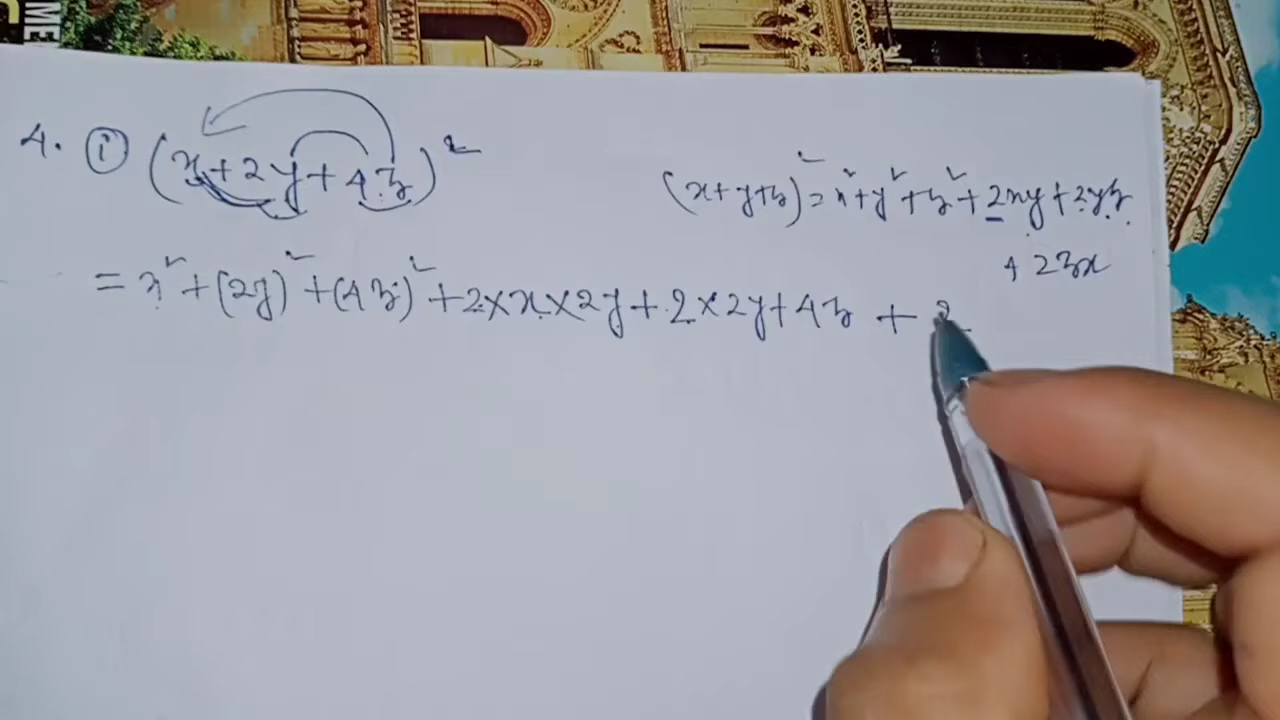 4. (i) (x+2y+4z)²
(x+y+z)² = x²+y²+z²+2xy+2yz
+ 2zx
= x² + (2y)² + (4z)² + 2×x×2y + 2×2y+4z + 2